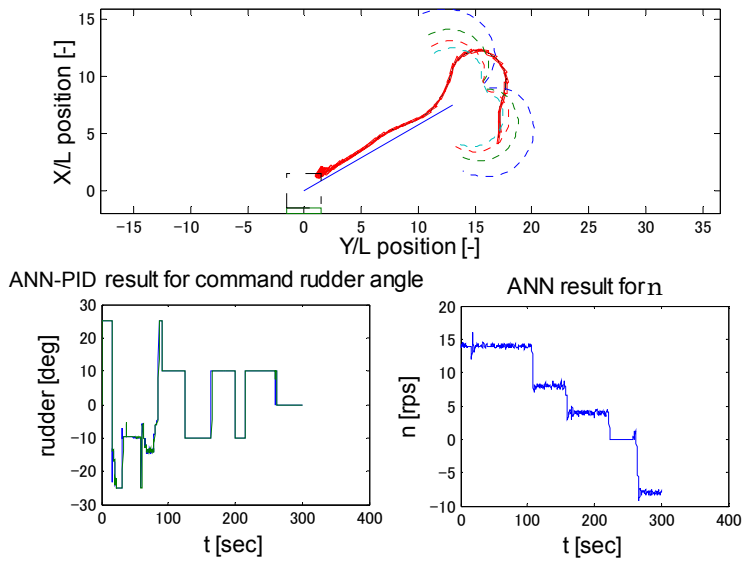 15
10
5
0
X/L position [-]
−15 −10 −5 0 5 10 15 20 25 30 35
Y/L position [-]
ANN-PID result for command rudder angle
30
20
10
0
−10
−20
−30
rudder [deg]
0 100 200 300 400
t [sec]
ANN result for n
20
15
10
5
0
−5
−10
n [rps]
0 100 200 300 400
t [sec]